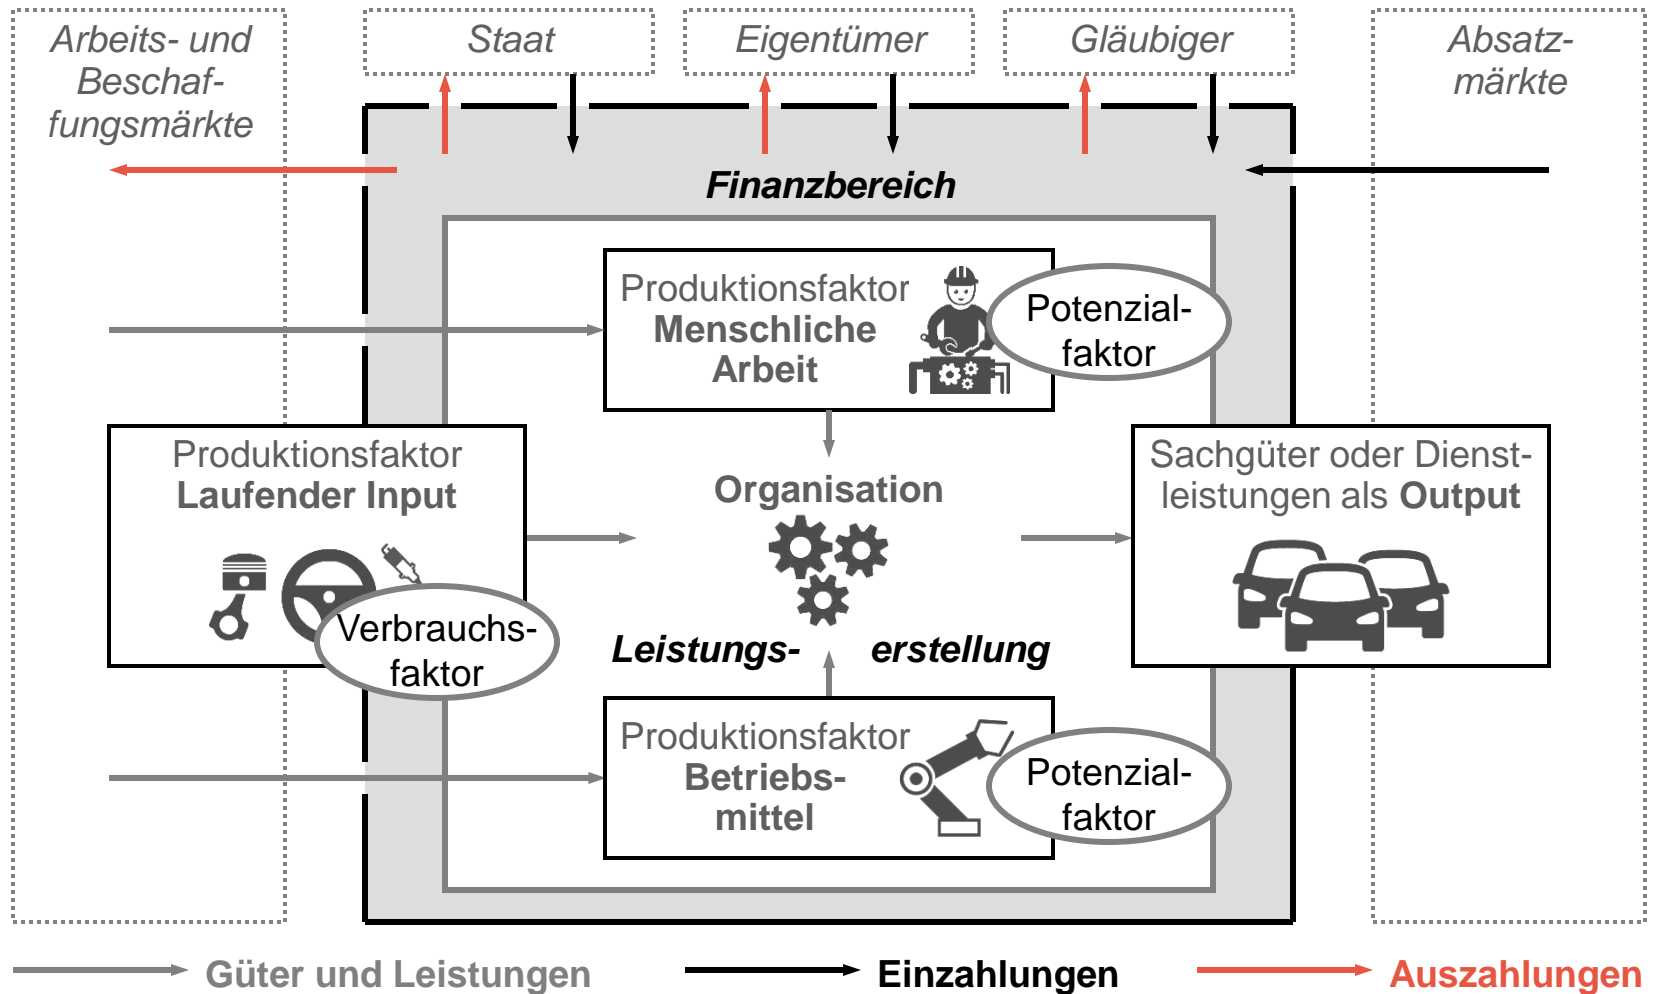 Arbeits- und
Beschaf-
fungsmärkte
Staat
Eigentümer
Gläubiger
Absatz-
märkte
Finanzbereich
Produktionsfaktor
Menschliche
Arbeit
Potenzial-
faktor
Produktionsfaktor
Laufender Input
Verbrauchs-
faktor
Organisation
Leistungs- erstellung
Sachgüter oder Dienst-
leistungen als Output
Produktionsfaktor
Betriebs-
mittel
Potenzial-
faktor
Güter und Leistungen
Einzahlungen
Auszahlungen